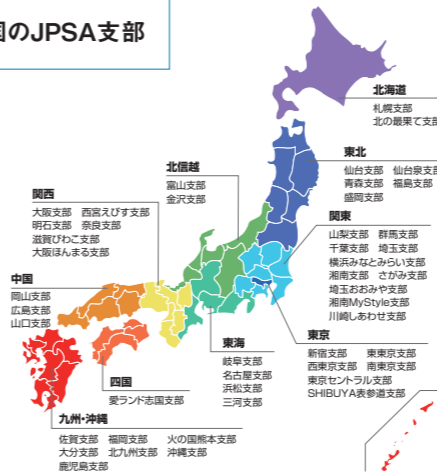 国のJPSA支部
北海道
札幌支部
北の最果て支部
東北
仙台支部 仙台泉支部
青森支部 福島支部
盛岡支部
北信越
富山支部
金沢支部
関西
大阪支部 西宮えびす支部
明石支部 奈良支部
滋賀びわこ支部
大阪ほんまる支部
関東
山梨支部 群馬支部
千葉支部 埼玉支部
横浜みなとみらい支部
湘南支部 さがみ支部
埼玉おおみや支部
湘南MyStyle支部
川崎しあわせ支部
中国
岡山支部
広島支部
山口支部
東海
岐阜支部
名古屋支部
浜松支部
三河支部
東京
新宿支部 東東京支部
西東京支部 南東京支部
東京セントラル支部
SHIBUYA表参道支部
四国
愛ランド志国支部
九州・沖縄
佐賀支部 福岡支部 火の国熊本支部
大分支部 北九州支部 沖縄支部
鹿児島支部